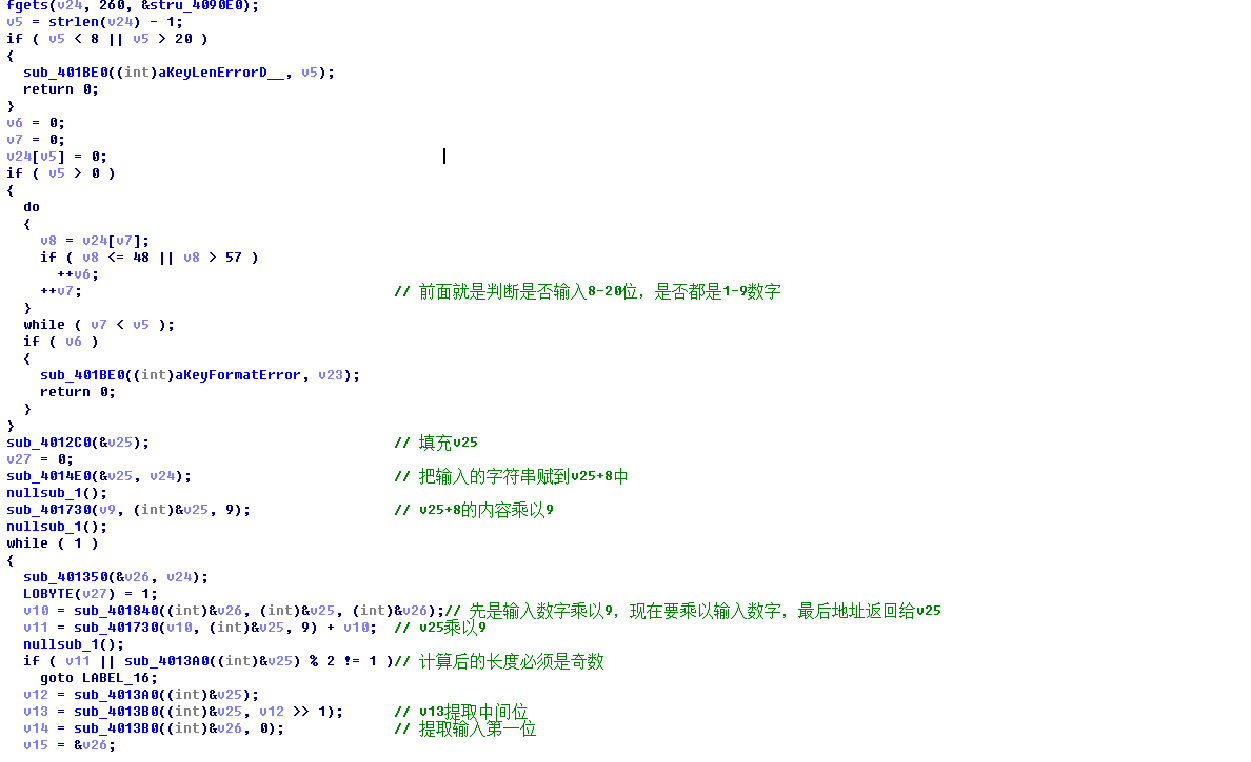 fgets(v24, 260, &stru_4090E0);
v5 = strlen(v24) - 1;
if ( v5 < 8 || v5 > 20 )
{
  sub_401BE0((int)aKeyLenErrorD__, v5);
  return 0;
}
v6 = 0;
v7 = 0;
v24[v5] = 0;
if ( v5 > 0 )
{
  do
  {
    v8 = v24[v7];
    if ( v8 <= 48 || v8 > 57 )
      ++v6;
    ++v7;                                     // 前面就是判断是否输入8-20位，是否都是1-9数字
  }
  while ( v7 < v5 );
  if ( v6 )
  {
    sub_401BE0((int)aKeyFormatError, v23);
    return 0;
  }
}
sub_4012C0(&v25);                             // 填充v25
v27 = 0;
sub_4014E0(&v25, v24);                        // 把输入的字符串赋到v25+8中
nullsub_1();
sub_401730(v9, (int)&v25, 9);                 // v25+8的内容乘以9
nullsub_1();
while ( 1 )
{
  sub_401350(&v26, v24);
  LOBYTE(v27) = 1;
  v10 = sub_401840((int)&v26, (int)&v25, (int)&v26);// 先是输入数字乘以9，现在要乘以输入数字，最后地址返回给v25
  v11 = sub_401730(v10, (int)&v25, 9) + v10;  // v25乘以9
  nullsub_1();
  if ( v11 || sub_4013A0((int)&v25) % 2 != 1 )// 计算后的长度必须是奇数
    goto LABEL_16;
  v12 = sub_4013A0((int)&v25);
  v13 = sub_4013B0((int)&v25, v12 >> 1);      // v13提取中间位
  v14 = sub_4013B0((int)&v26, 0);             // 提取输入第一位
  v15 = &v26;